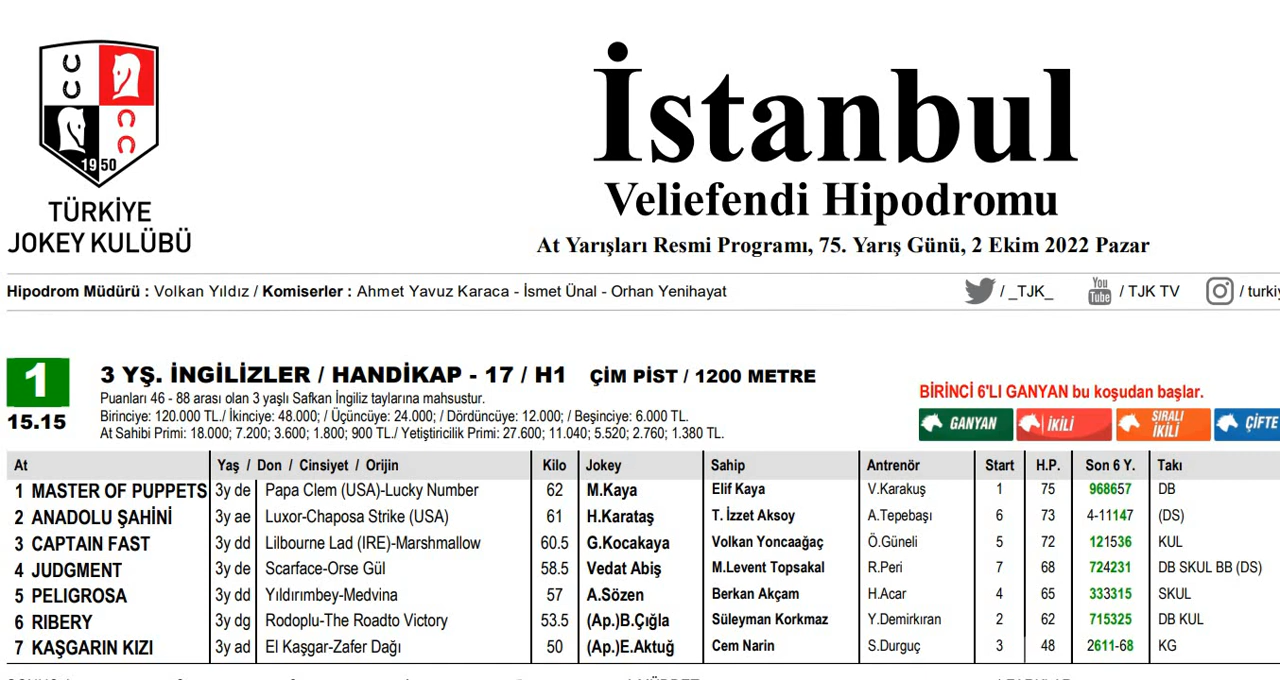 19 50
TÜRKİYE
JOKEY KULÜBÜ
İstanbul
Veliefendi Hipodromu
At Yarışları Resmi Programı, 75. Yarış Günü, 2 Ekim 2022 Pazar
Hipodrom Müdürü : Volkan Yıldız / Komiserler : Ahmet Yavuz Karaca - İsmet Ünal - Orhan Yenihayat / _TJK_ You Tube / TJK TV /
1
15.15
3 YŞ. İNGİLİZLER / HANDİKAP - 17 / H1 ÇİM PİST / 1200 METRE
Puanları 46 - 88 arası olan 3 yaşlı Safkan İngiliz taylarına mahsustur.
Birinciye: 120.000 TL./ İkinciye: 48.000; / Üçüncüye: 24.000; / Dördüncüye: 12.000; / Beşinciye: 6.000 TL.
At Sahibi Primi: 18.000; 7.200; 3.600; 1.800; 900 TL./ Yetiştiricilik Primi: 27.600; 11.040; 5.520; 2.760; 1.380 TL.
BİRİNCİ 6'LI GANYAN bu koşudan başlar.
GANYAN İKİLİ SIRALI İKİLİ ÇİFTE
At Yaş / Don / Cinsiyet / Orijin Kilo Jokey Sahip Antrenör Start H.P. Son 6 Y. Takı
1 MASTER OF PUPPETS 3y de Papa Clem (USA)-Lucky Number 62 M.Kaya Elif Kaya V.Karakuş 1 75 968657 DB
2 ANADOLU ŞAHİNİ 3y ae Luxor-Chaposa Strike (USA) 61 H.Karataş T. İzzet Aksoy A.Tepebaşı 6 73 4-11147 (DS)
3 CAPTAIN FAST 3y dd Lilbourne Lad (IRE)-Marshmallow 60.5 G.Kocakaya Volkan Yoncaağaç Ö.Güneli 5 72 121536 KUL
4 JUDGMENT 3y de Scarface-Orse Gül 58.5 Vedat Abiş M.Levent Topsakal R.Peri 7 68 724231 DB SKUL BB (DS)
5 PELIGROSA 3y dd Yıldırımbey-Medvina 57 A.Sözen Berkan Akçam H.Acar 4 65 333315 SKUL
6 RIBERY 3y dg Rodoplu-The Roadto Victory 53.5 (Ap.)B.Çığla Süleyman Korkmaz Y.Demirkıran 2 62 715325 DB KUL
7 KAŞGARIN KIZI 3y ad El Kaşgar-Zafer Dağı 50 (Ap.)E.Aktuğ Cem Narin S.Durguç 3 48 2611-68 KG